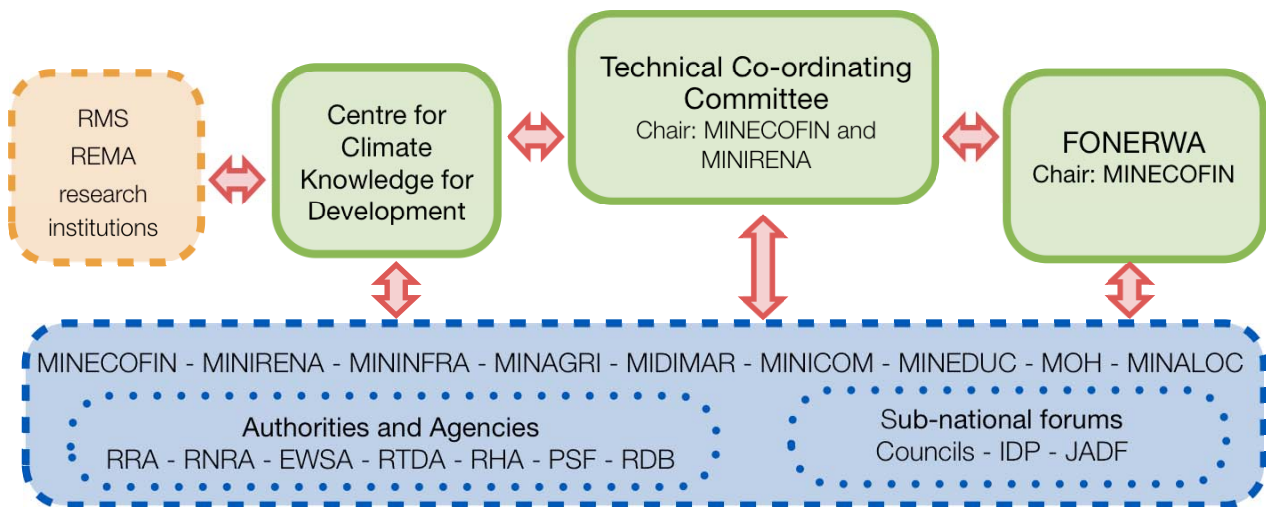 RMS
REMA
research
institutions
Centre for
Climate
Knowledge for
Development
Technical Co-ordinating
Committee
Chair: MINECOFIN and
MINIRENA
FONERWA
Chair: MINECOFIN
MINECOFIN - MINIRENA - MININFRA - MINAGRI - MIDIMAR - MINICOM - MINEDUC - MOH - MINALOC
Authorities and Agencies
RRA - RNRA - EWSA - RTDA - RHA - PSF - RDB
Sub-national forums
Councils - IDP - JADF